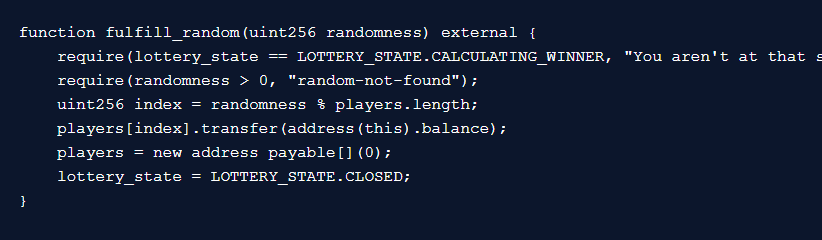 function fulfill_random(uint256 randomness) external {
require(lottery_state == LOTTERY_STATE.CALCULATING_WINNER, "You aren't at that s
require(randomness > 0, "random-not-found");
uint256 index = randomness % players.length;
players[index].transfer(address(this).balance);
players = new address payable[](0);
lottery_state = LOTTERY_STATE.CLOSED;
}